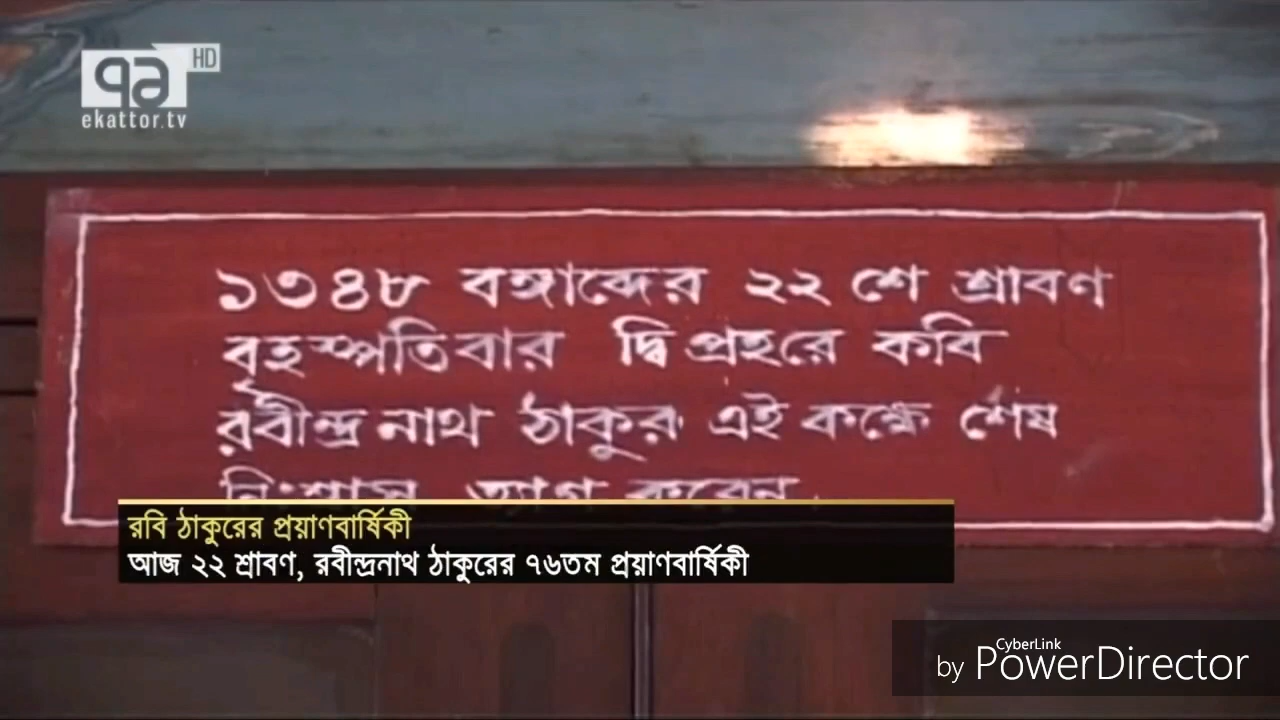 ৭১ HD
ekattor.tv
১৩৪৮ বঙ্গাব্দের ২২ শে শ্রাবণ
বৃহস্পতিবার দ্বিপ্রহরে কবি
রবীন্দ্রনাথ ঠাকুর এই কক্ষে শেষ
নিঃশ্বাস ত্যাগ করেন
রবি ঠাকুরের প্রয়াণবার্ষিকী
আজ ২২ শ্রাবণ, রবীন্দ্রনাথ ঠাকুরের ৭৬তম প্রয়াণবার্ষিকী
CyberLink
by PowerDirector